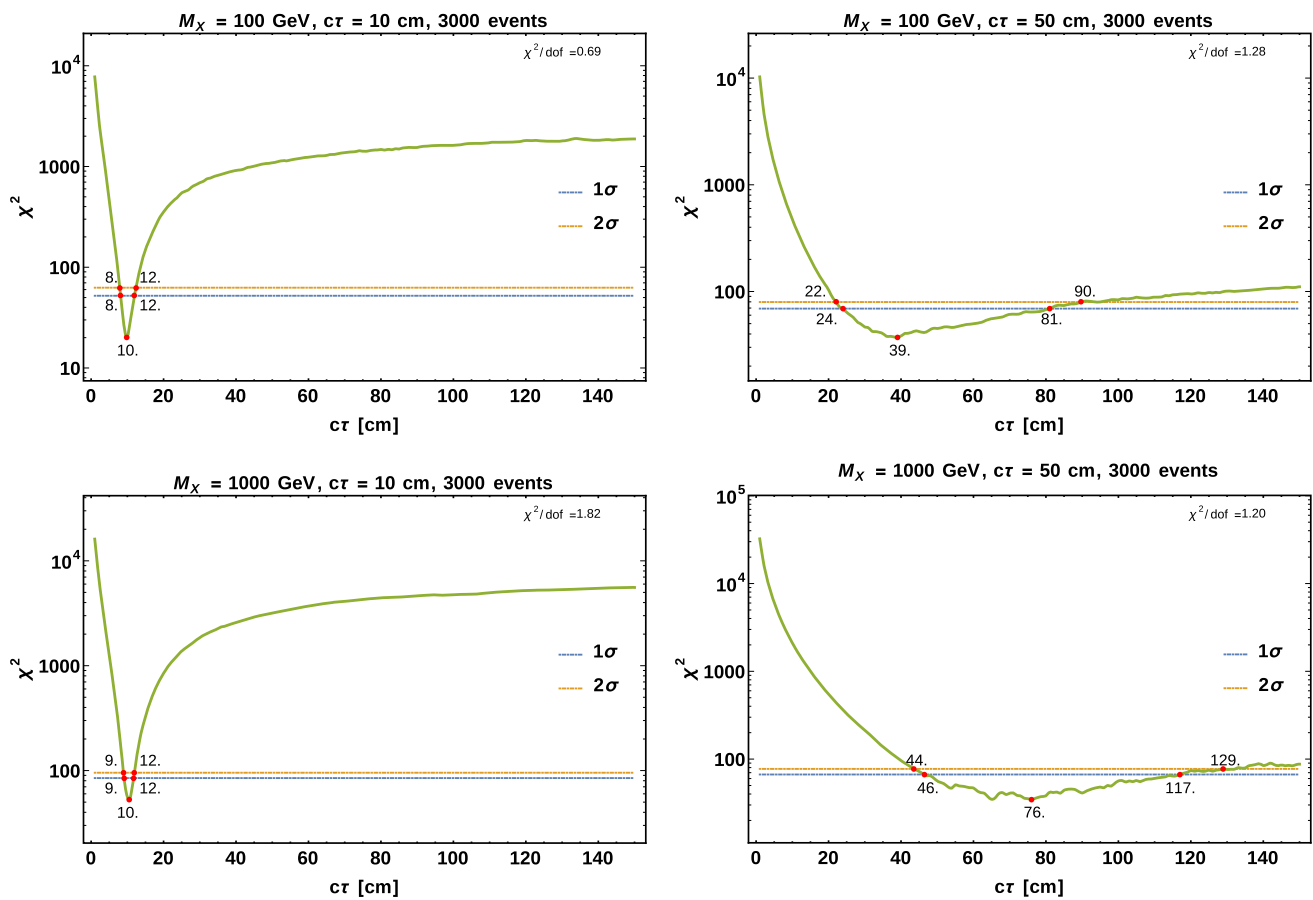 M_X = 100 GeV, cτ = 10 cm, 3000 events
χ²/dof =0.69
10⁴
1000
100
10
χ²
1σ
2σ
8. 12.
8. 12.
10.
0 20 40 60 80 100 120 140
cτ [cm]
M_X = 100 GeV, cτ = 50 cm, 3000 events
χ²/dof =1.28
10⁴
1000
100
χ²
1σ
2σ
22. 90.
24. 81.
39.
0 20 40 60 80 100 120 140
cτ [cm]
M_X = 1000 GeV, cτ = 10 cm, 3000 events
χ²/dof =1.82
10⁴
1000
100
χ²
1σ
2σ
9. 12.
9. 12.
10.
0 20 40 60 80 100 120 140
cτ [cm]
M_X = 1000 GeV, cτ = 50 cm, 3000 events
χ²/dof =1.20
10⁵
10⁴
1000
100
χ²
1σ
2σ
44. 129.
46. 117.
76.
0 20 40 60 80 100 120 140
cτ [cm]